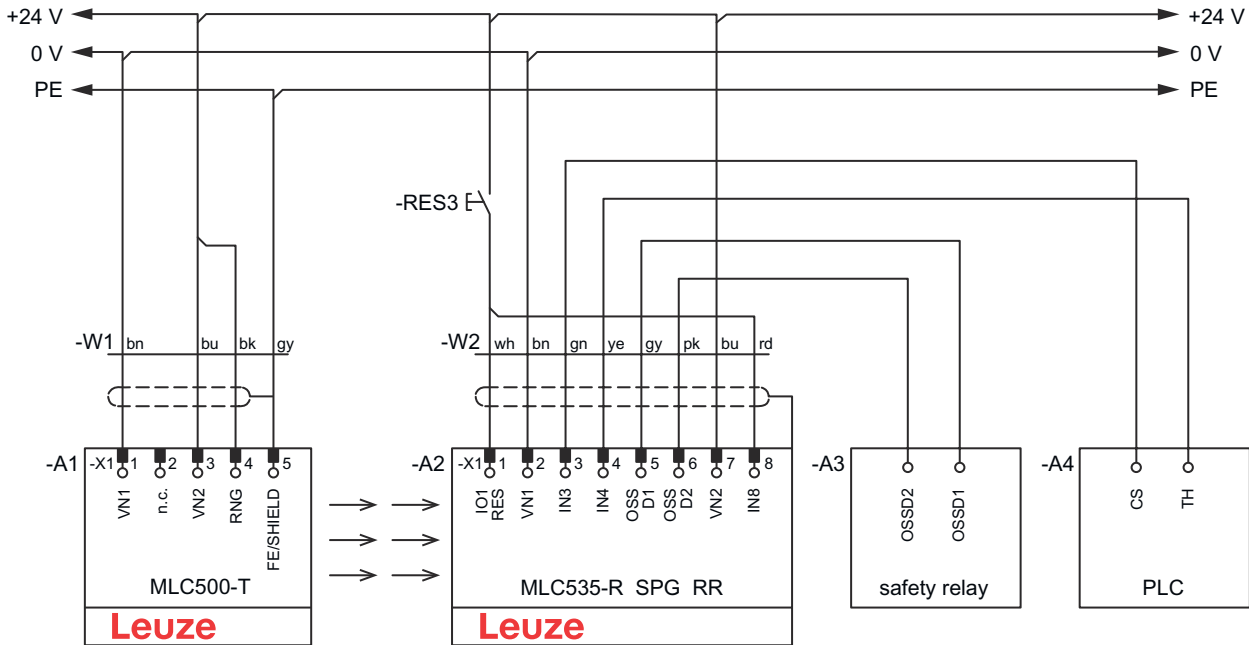 +24 V +24 V
0 V 0 V
PE PE
-RES3
-W1 bn bu bk gy
-W2 wh bn gn ye gy pk bu rd
-A1 -X1 1 2 3 4 5
-A2 -X1 1 2 3 4 5 6 7 8
-A3
-A4
VN1
n.c.
VN2
RNG
FE/SHIELD
IO1
RES
VN1
IN3
IN4
OSS
D1
OSS
D2
VN2
IN8
OSSD2
OSSD1
CS
TH
MLC500-T
MLC535-R SPG RR
safety relay
PLC
Leuze
Leuze